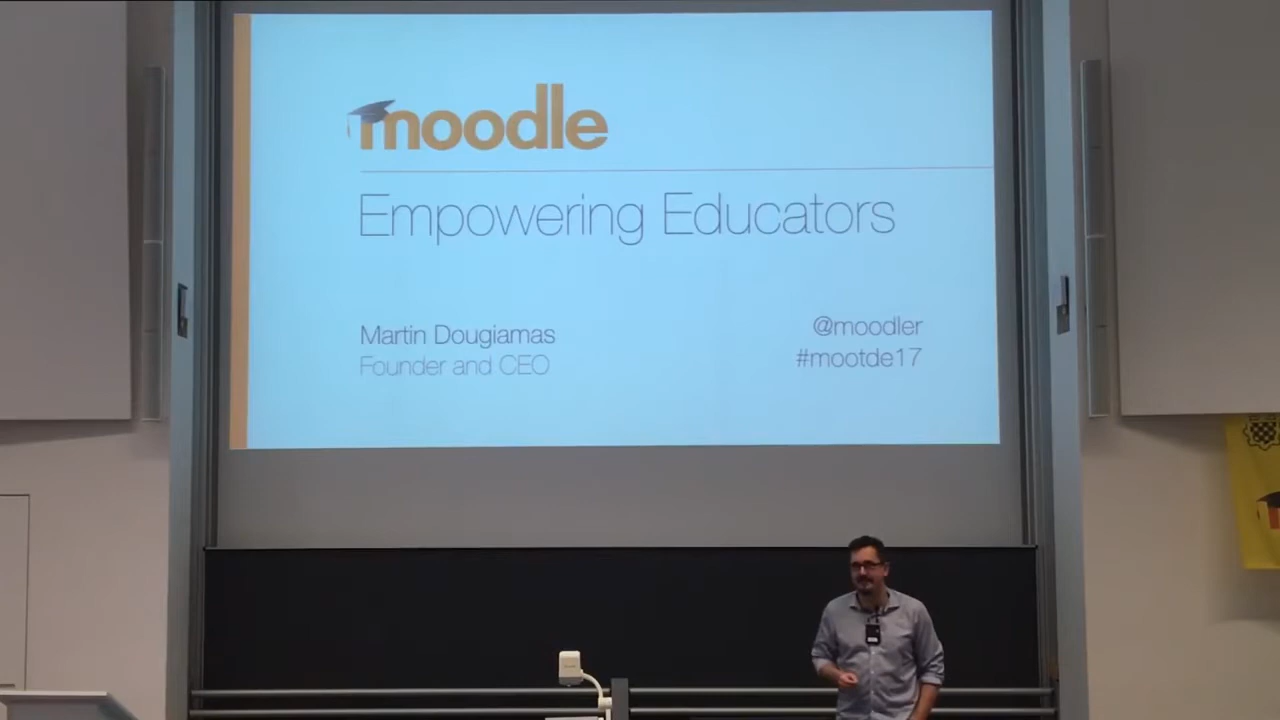 moodle
Empowering Educators
Martin Dougiamas
Founder and CEO
@moodler
#mootde17